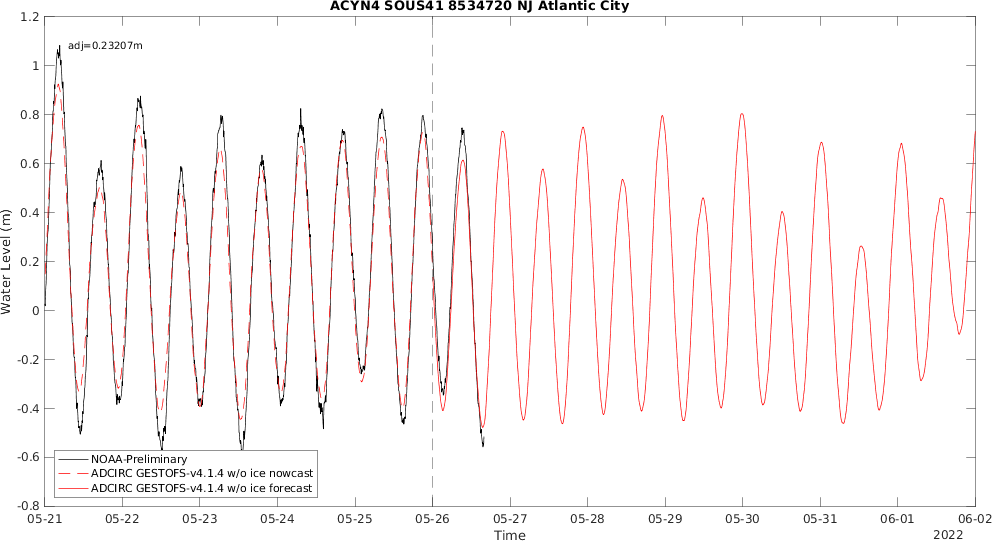 ACYN4 SOUS41 8534720 NJ Atlantic City
adj=0.23207m
Water Level (m)
1.2
1
0.8
0.6
0.4
0.2
0
-0.2
-0.4
-0.6
-0.8
NOAA-Preliminary
ADCIRC GESTOFS-v4.1.4 w/o ice nowcast
ADCIRC GESTOFS-v4.1.4 w/o ice forecast
05-21 05-22 05-23 05-24 05-25 05-26 05-27 05-28 05-29 05-30 05-31 06-01 06-02
Time
2022